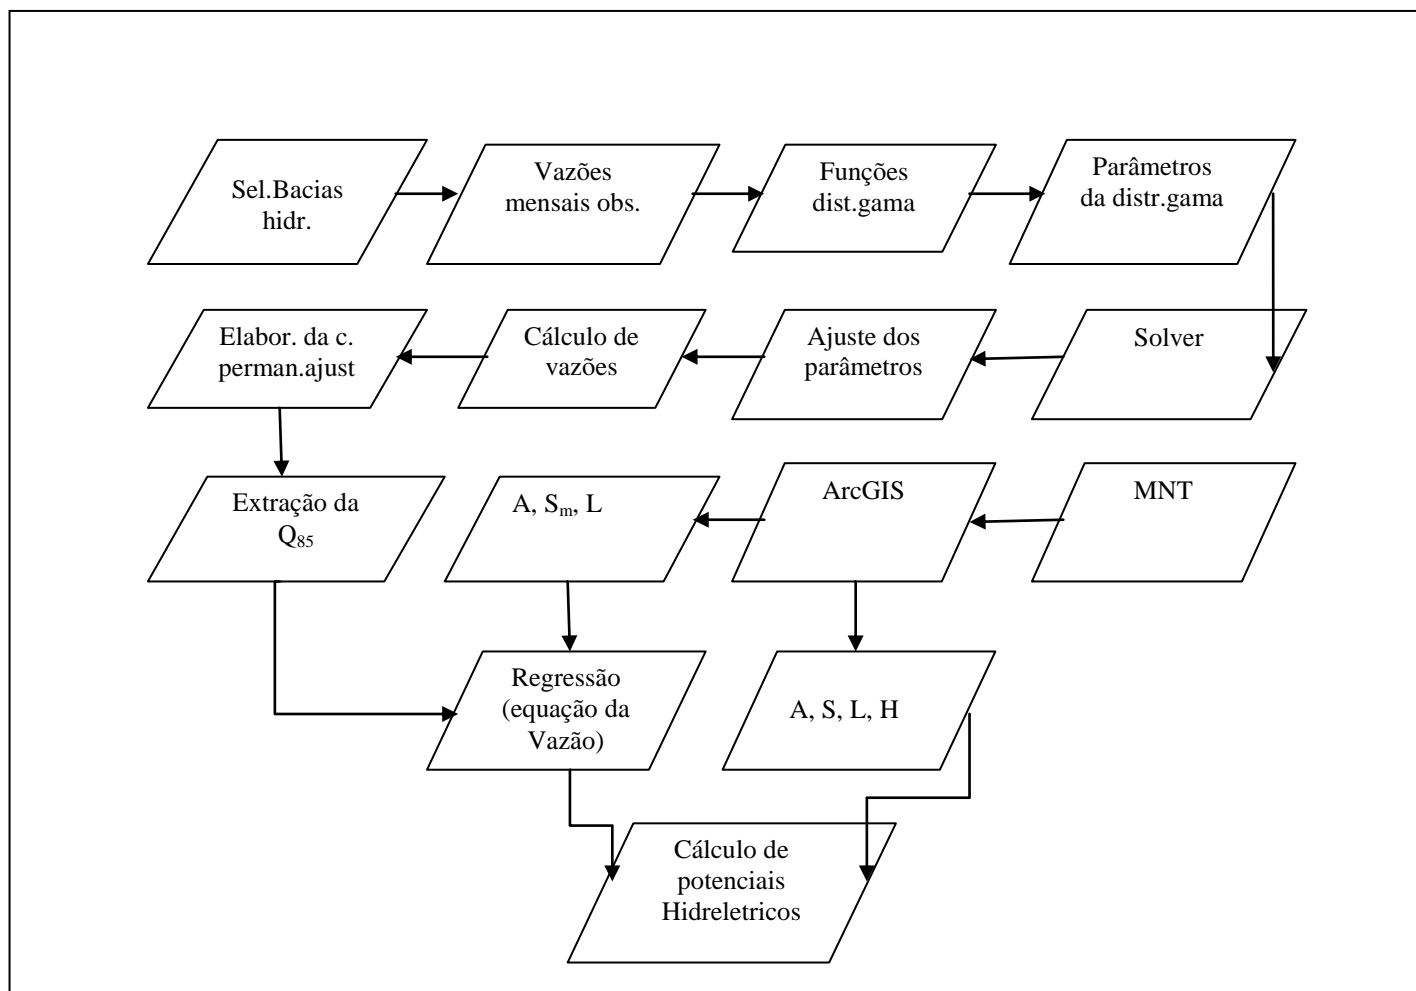 Sel.Bacias
hidr.
Vazões
mensais obs.
Funções
dist.gama
Parâmetros
da distr.gama
Elabor. da c.
perman.ajust
Cálculo de
vazões
Ajuste dos
parâmetros
Solver
Extração da
Q₈₅
A, Sₘ, L
ArcGIS
MNT
Regressão
(equação da
Vazão)
A, S, L, H
Cálculo de
potenciais
Hidreletricos